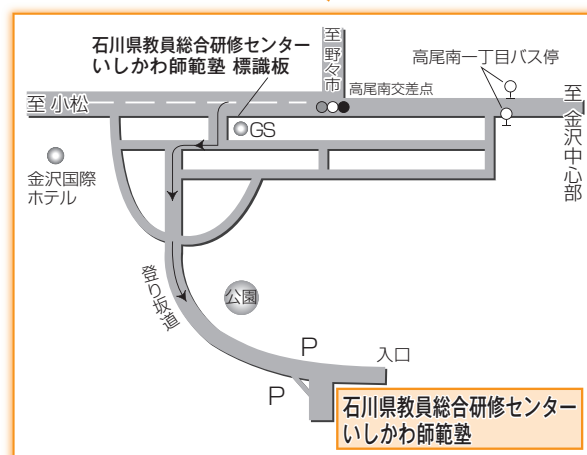 至 野々市
石川県教員総合研修センター
いしかわ師範塾 標識板
高尾南一丁目バス停
高尾南交差点
至 小松
至 金沢中心部
GS
金沢国際
ホテル
登り坂道
公園
P
入口
P
石川県教員総合研修センター
いしかわ師範塾